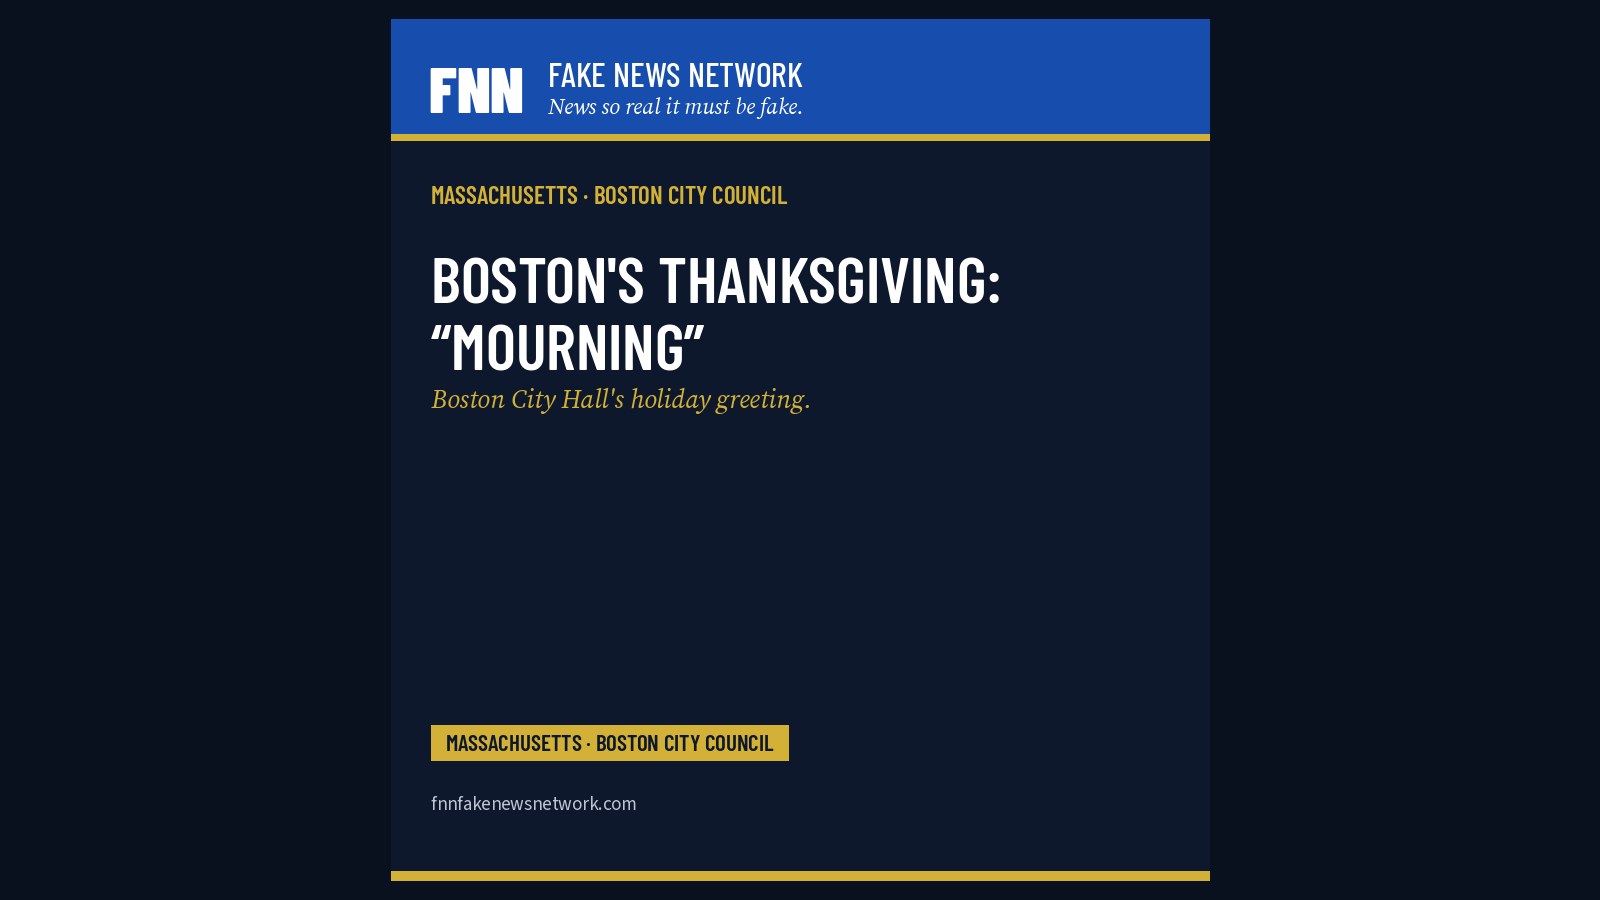 FNN
FAKE NEWS NETWORK
News so real it must be fake.
MASSACHUSETTS · BOSTON CITY COUNCIL
BOSTON'S THANKSGIVING:
“MOURNING”
Boston City Hall's holiday greeting.
MASSACHUSETTS · BOSTON CITY COUNCIL
fnnfakenewsnetwork.com